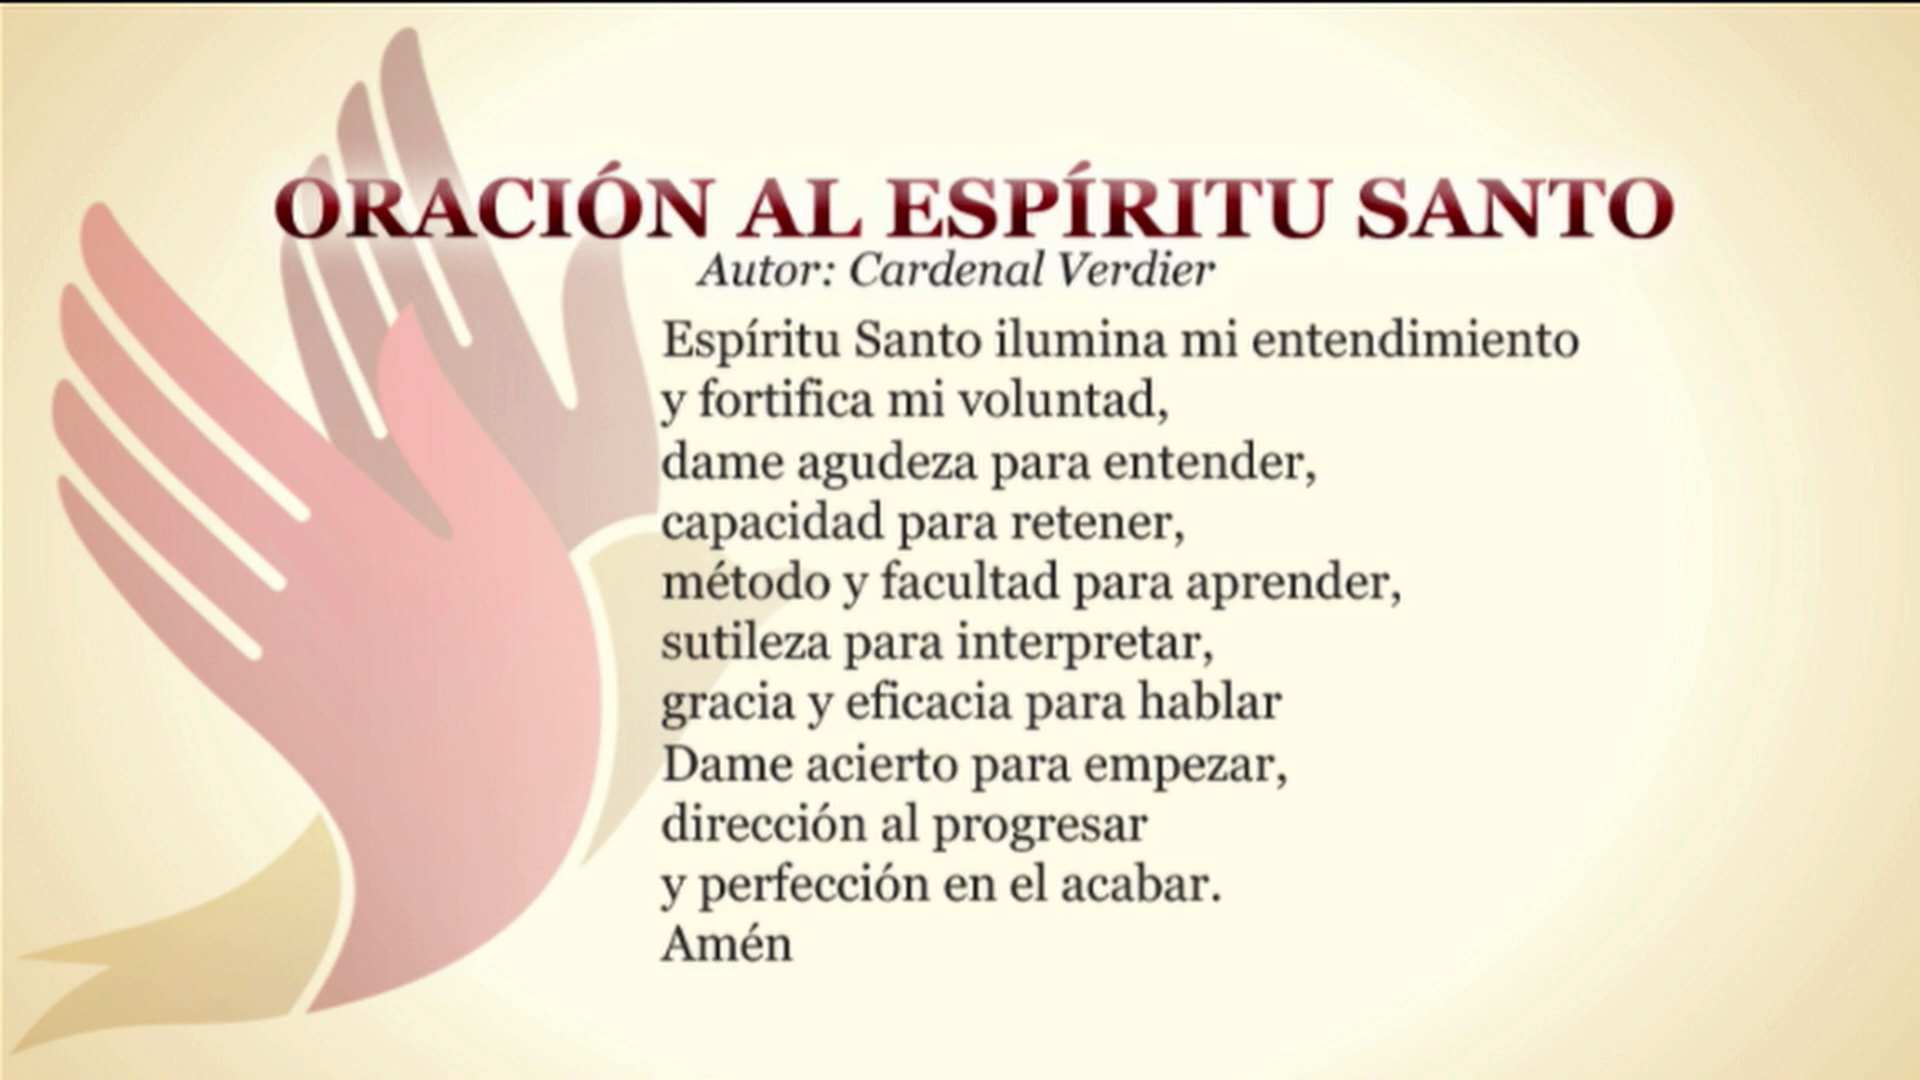 ORACIÓN AL ESPÍRITU SANTO
Autor: Cardenal Verdier
Espíritu Santo ilumina mi entendimiento
y fortifica mi voluntad,
dame agudeza para entender,
capacidad para retener,
método y facultad para aprender,
sutileza para interpretar,
gracia y eficacia para hablar
Dame acierto para empezar,
dirección al progresar
y perfección en el acabar.
Amén